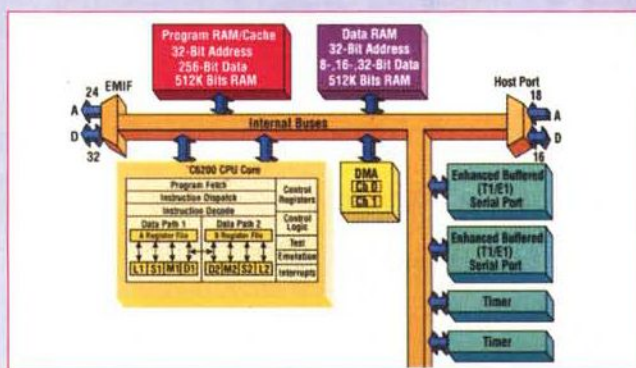 Program RAM/Cache
32-Bit Address
256-Bit Data
512K Bits RAM
Data RAM
32-Bit Address
8-,16-,32-Bit Data
512K Bits RAM
EMIF
24
A
D
32
Host Port
18
A
D
16
Internal Buses
'C6200 CPU Core
Program Fetch
Instruction Dispatch
Instruction Decode
Data Path 1
Data Path 2
A Register File
B Register File
L1 S1 M1 D1
D2 M2 S2 L2
Control
Registers
Control
Logic
Test
Emulation
Interrupts
DMA
Ch 0
Ch 1
Enhanced Buffered
(T1/E1)
Serial Port
Enhanced Buffered
(T1/E1)
Serial Port
Timer
Timer